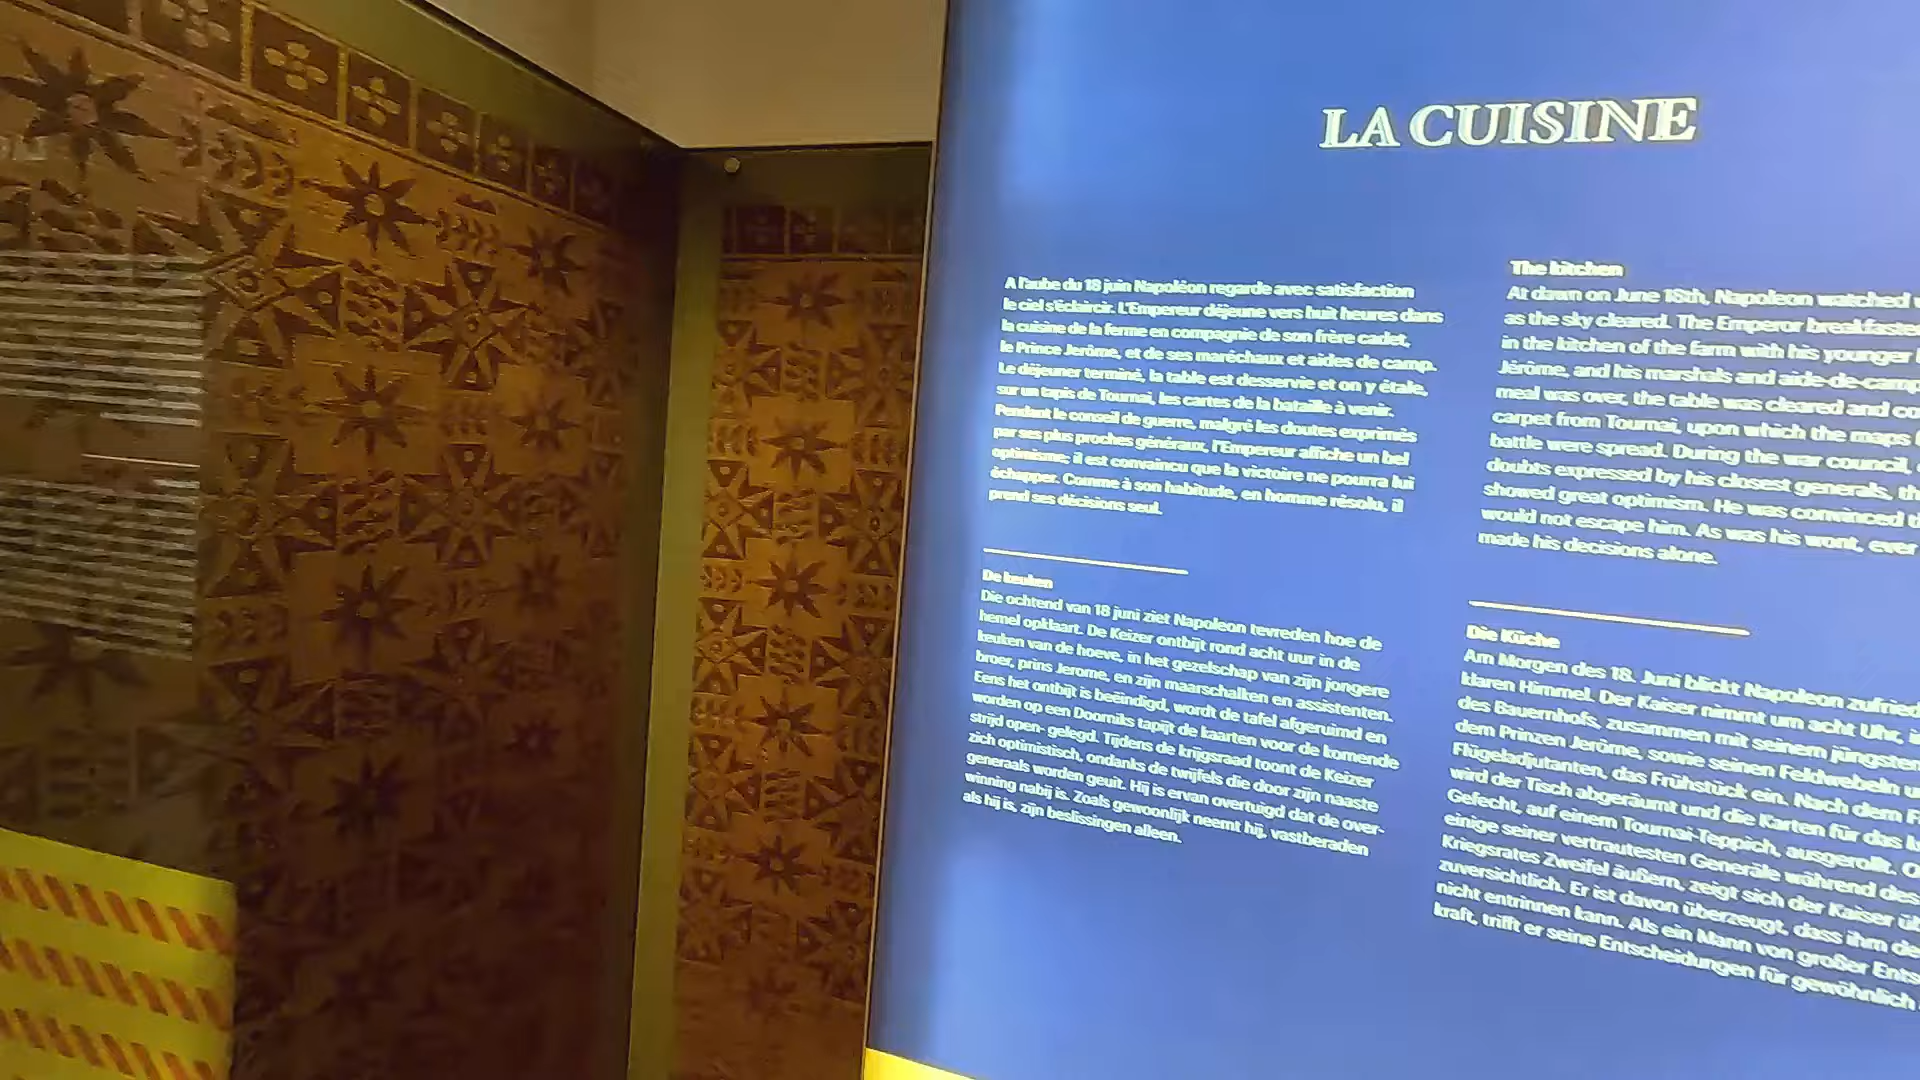 LA CUISINE
A l'aube du 18 juin Napoléon regarde avec satisfaction
le ciel s'éclaircir. L'Empereur déjeune vers huit heures dans
la cuisine de la ferme en compagnie de son frère cadet,
le Prince Jerôme, et de ses maréchaux et aides de camp.
Le déjeuner terminé, la table est desservie et on y étale,
sur un tapis de Tournai, les cartes de la bataille à venir.
Pendant le conseil de guerre, malgré les doutes exprimés
par ses plus proches généraux, l'Empereur affiche un bel
optimisme; il est convaincu que la victoire ne pourra lui
échapper. Comme à son habitude, en homme résolu, il
prend ses décisions seul.
De keuken
Die ochtend van 18 juni ziet Napoleon tevreden hoe de
hemel opklaart. De Keizer ontbijt rond acht uur in de
keuken van de hoeve, in het gezelschap van zijn jongere
broer, prins Jerome, en zijn maarschalken en assistenten.
Eens het ontbijt is beëindigd, wordt de tafel afgeruimd en
worden op een Doorniks tapijt de kaarten voor de komende
strijd open- gelegd. Tijdens de krijgsraad toont de Keizer
zich optimistisch, ondanks de twijfels die door zijn naaste
generaals worden geuit. Hij is ervan overtuigd dat de over-
winning nabij is. Zoals gewoonlijk neemt hij, vastberaden
als hij is, zijn beslissingen alleen.
The kitchen
At dawn on June 18th, Napoleon watched
as the sky cleared. The Emperor breakfasted
in the kitchen of the farm with his younger
Jérôme, and his marshals and aide-de-camp
meal was over, the table was cleared and
carpet from Tournai, upon which the maps
battle were spread. During the war council,
doubts expressed by his closest generals,
showed great optimism. He was convinced
would not escape him. As was his wont, ever
made his decisions alone.
Die Küche
Am Morgen des 18. Juni blickt Napoleon
klaren Himmel. Der Kaiser nimmt um acht Uhr,
des Bauernhofs, zusammen mit seinem jüngsten
dem Prinzen Jerôme, sowie seinen Feldwebeln
Flügeladjutanten, das Frühstück ein. Nach dem
wird der Tisch abgeräumt und die Karten für das
Gefecht, auf einem Tournai-Teppich, ausgerollt.
einige seiner vertrautesten Generäle während des
Kriegsrates Zweifel äußern, zeigt sich der Kaiser
zuversichtlich. Er ist davon überzeugt, dass ihm
nicht entrinnen kann. Als ein Mann von großer
kraft, trifft er seine Entscheidungen für gewöhnlich